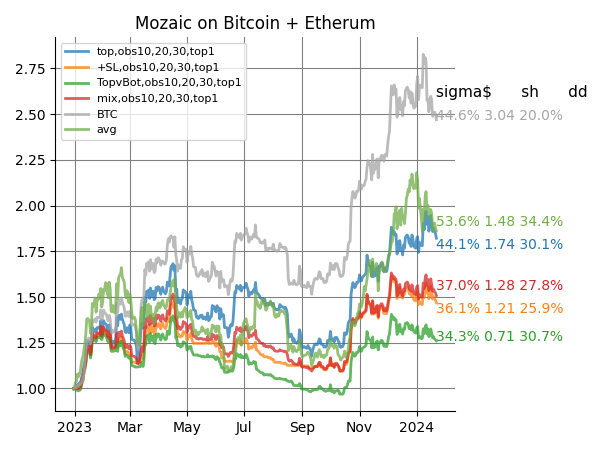 Mozaic on Bitcoin + Etherum
top,obs10,20,30,top1
+SL,obs10,20,30,top1
TopvBot,obs10,20,30,top1
mix,obs10,20,30,top1
BTC
avg
2.75
2.50
2.25
2.00
1.75
1.50
1.25
1.00
sigma$ sh dd
44.6% 3.04 20.0%
53.6% 1.48 34.4%
44.1% 1.74 30.1%
37.0% 1.28 27.8%
36.1% 1.21 25.9%
34.3% 0.71 30.7%
2023 Mar May Jul Sep Nov 2024